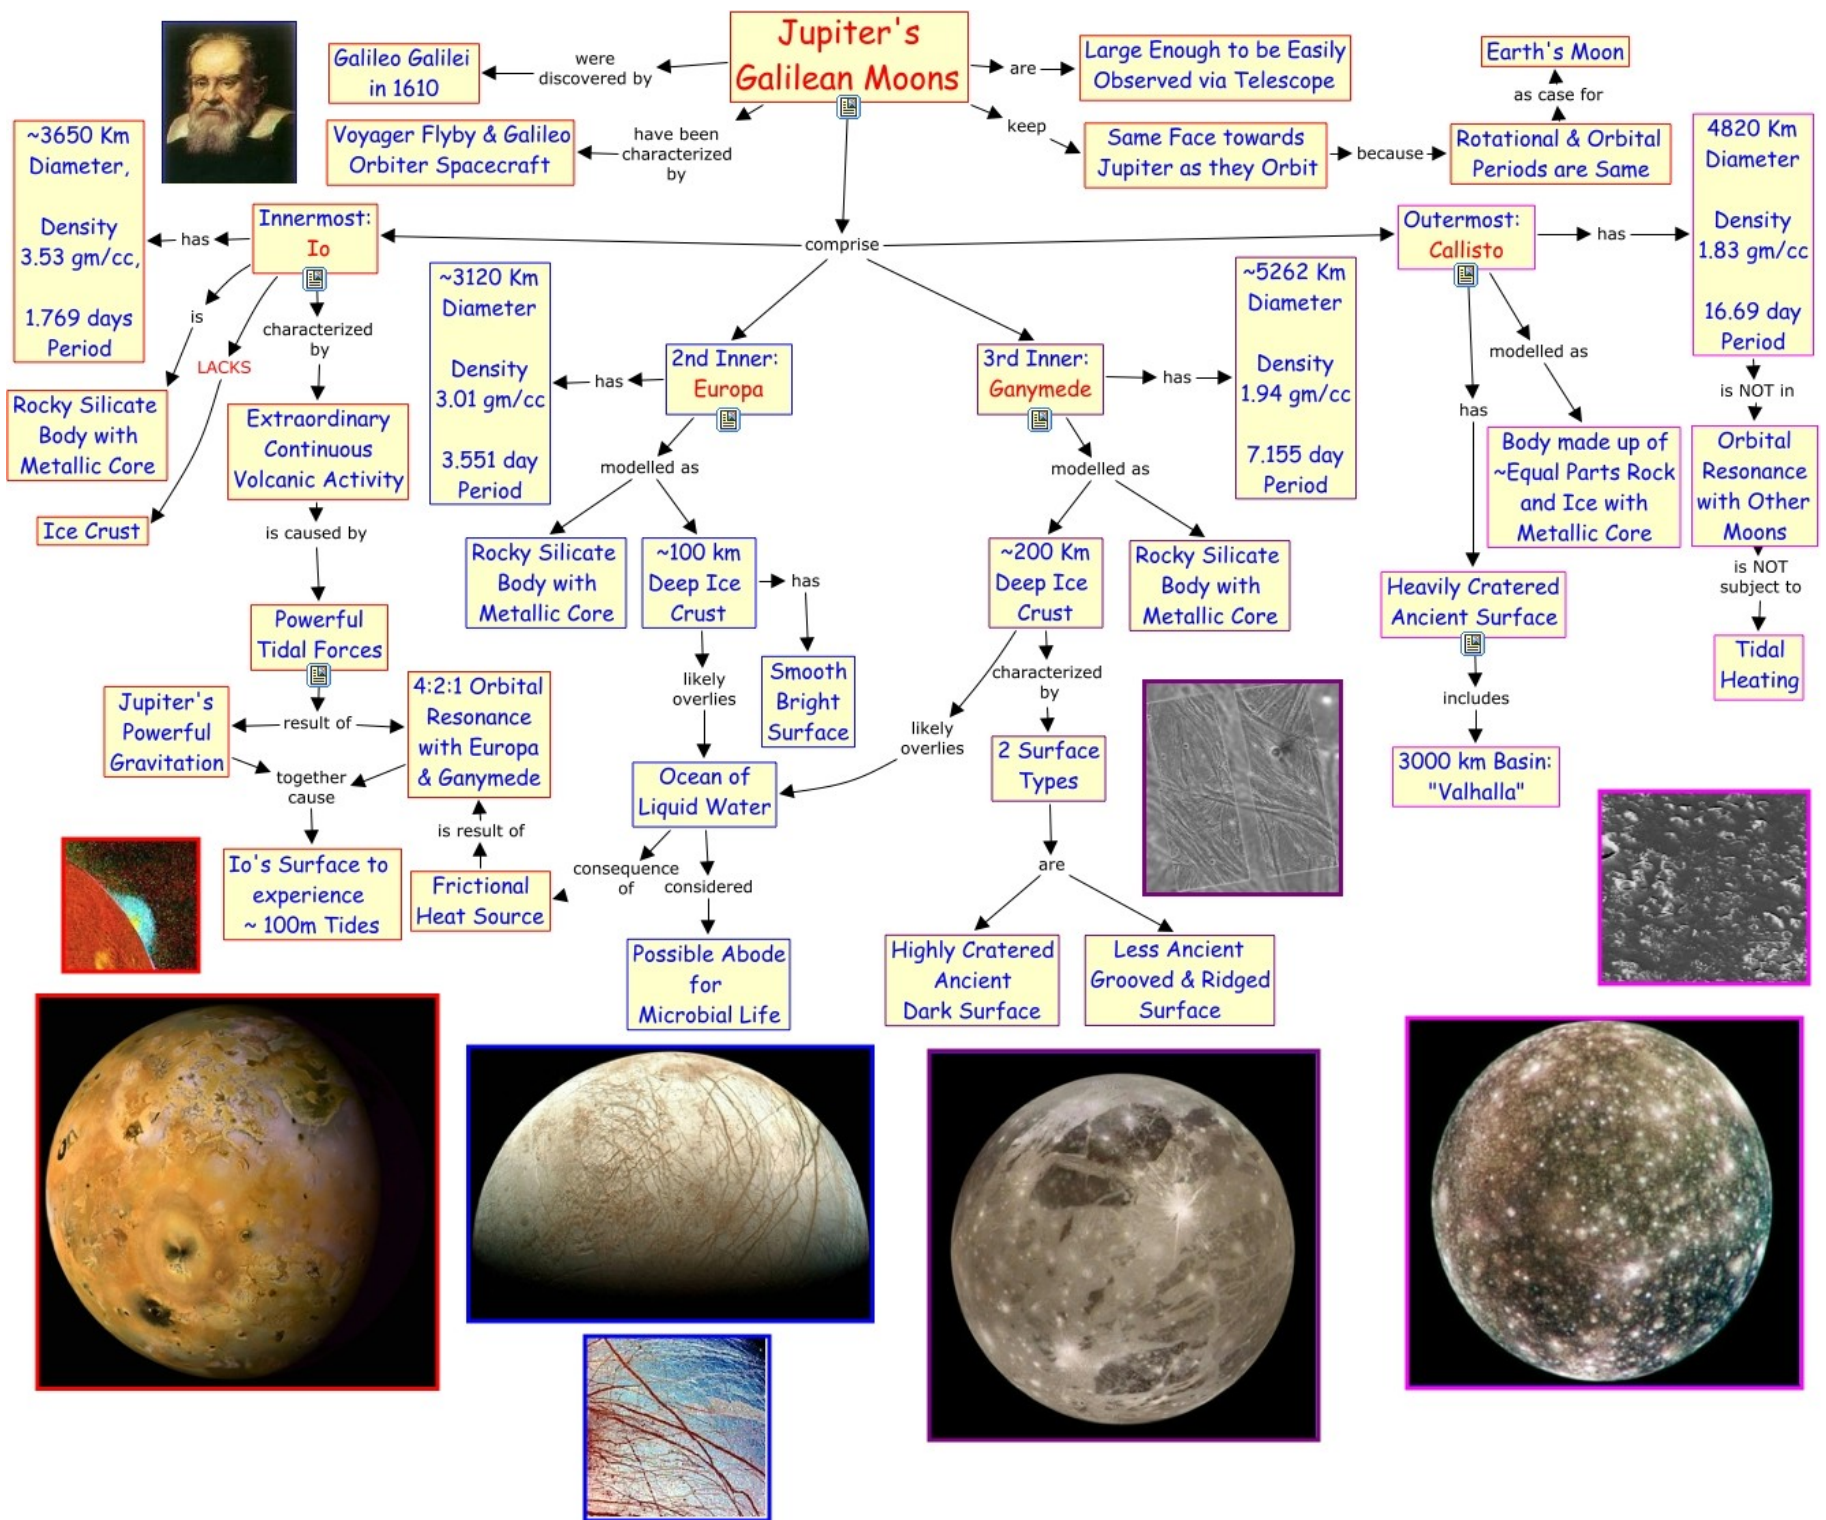 Jupiter's
Galilean Moons
were
discovered by
Galileo Galilei
in 1610
have been
characterized
by
Voyager Flyby & Galileo
Orbiter Spacecraft
are
Large Enough to be Easily
Observed via Telescope
keep
Same Face towards
Jupiter as they Orbit
because
Rotational & Orbital
Periods are Same
as case for
Earth's Moon
comprise
Innermost:
Io
has
~3650 Km
Diameter,
Density
3.53 gm/cc,
1.769 days
Period
is
Rocky Silicate
Body with
Metallic Core
LACKS
Ice Crust
characterized
by
Extraordinary
Continuous
Volcanic Activity
is caused by
Powerful
Tidal Forces
result of
Jupiter's
Powerful
Gravitation
4:2:1 Orbital
Resonance
with Europa
& Ganymede
together
cause
Io's Surface to
experience
~ 100m Tides
is result of
Frictional
Heat Source
2nd Inner:
Europa
has
~3120 Km
Diameter
Density
3.01 gm/cc
3.551 day
Period
modelled as
Rocky Silicate
Body with
Metallic Core
~100 km
Deep Ice
Crust
has
Smooth
Bright
Surface
likely
overlies
Ocean of
Liquid Water
consequence
of
considered
Possible Abode
for
Microbial Life
3rd Inner:
Ganymede
has
~5262 Km
Diameter
Density
1.94 gm/cc
7.155 day
Period
modelled as
~200 Km
Deep Ice
Crust
Rocky Silicate
Body with
Metallic Core
likely
overlies
characterized
by
2 Surface
Types
are
Highly Cratered
Ancient
Dark Surface
Less Ancient
Grooved & Ridged
Surface
Outermost:
Callisto
has
4820 Km
Diameter
Density
1.83 gm/cc
16.69 day
Period
is NOT in
Orbital
Resonance
with Other
Moons
is NOT
subject to
Tidal
Heating
modelled as
Body made up of
~Equal Parts Rock
and Ice with
Metallic Core
has
Heavily Cratered
Ancient Surface
includes
3000 km Basin:
"Valhalla"